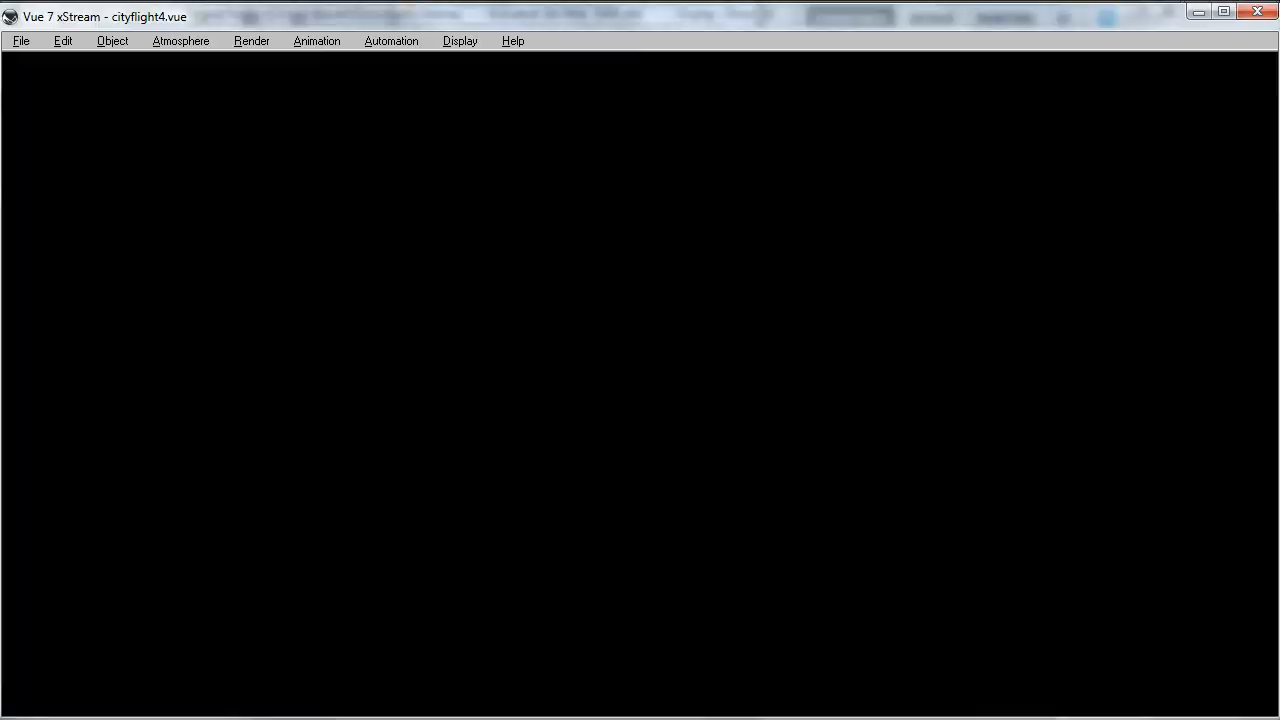 Vue 7 xStream - cityflight4.vue
File Edit Object Atmosphere Render Animation Automation Display Help